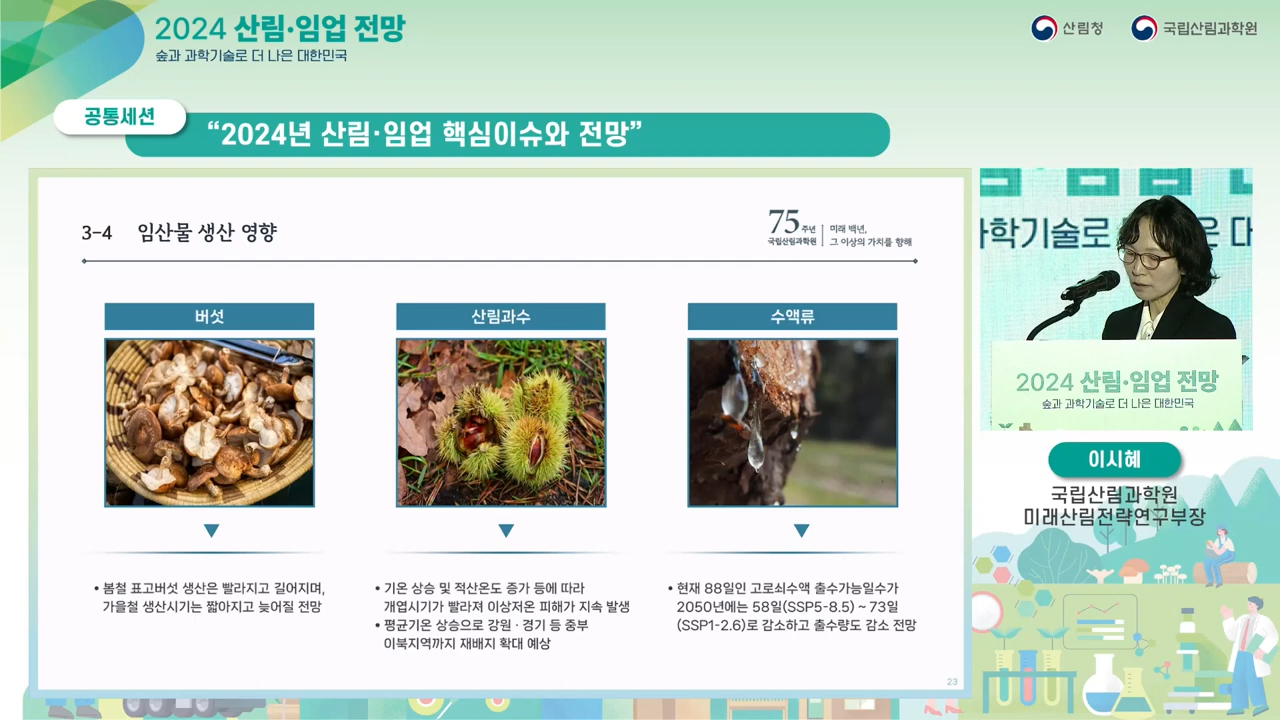 2024 산림·임업 전망
숲과 과학기술로 더 나은 대한민국
산림청
국립산림과학원
공통세션
“2024년 산림·임업 핵심이슈와 전망”
3-4 임산물 생산 영향
75주년
국립산림과학원
미래 백년,
그 이상의 가치를 향해
버섯
산림과수
수액류
• 봄철 표고버섯 생산은 빨라지고 길어지며,
가을철 생산시기는 짧아지고 늦어질 전망
• 기온 상승 및 적산온도 증가 등에 따라
개엽시기가 빨라져 이상저온 피해가 지속 발생
• 평균기온 상승으로 강원 · 경기 등 중부
이북지역까지 재배지 확대 예상
• 현재 88일인 고로쇠수액 출수가능일수가
2050년에는 58일(SSP5-8.5) ~ 73일
(SSP1-2.6)로 감소하고 출수량도 감소 전망
23
과학기술로
은 대
2024 산림·임업 전망
숲과 과학기술로 더 나은 대한민국
이시혜
국립산림과학원
미래산림전략연구부장